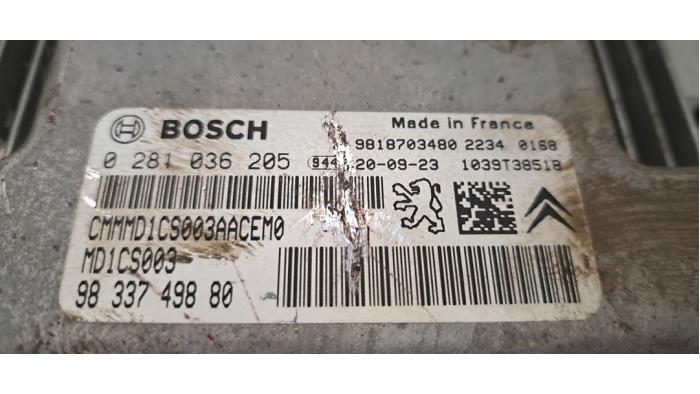 BOSCH
Made in France
9818703480 2234 0168
0 281 036 205 944 20-09-23 1039T38518
CMMMD1CS003AACEM0
MD1CS003
98 337 498 80